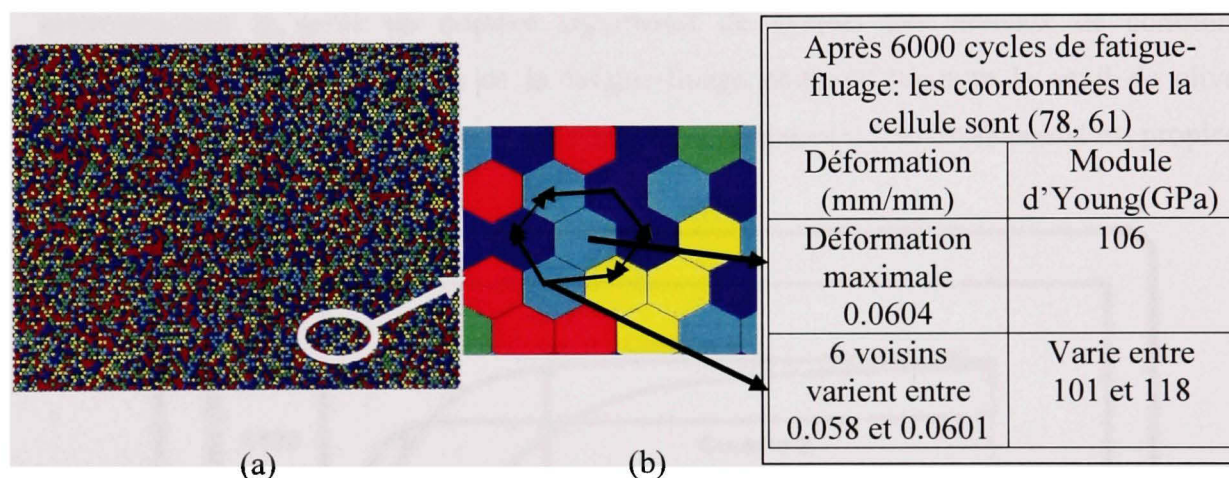 Après 6000 cycles de fatigue-
fluage: les coordonnées de la
cellule sont (78, 61)
Déformation
(mm/mm)
Module
d'Young(GPa)
Déformation
maximale
0.0604
106
6 voisins
varient entre
0.058 et 0.0601
Varie entre
101 et 118
(a)
(b)